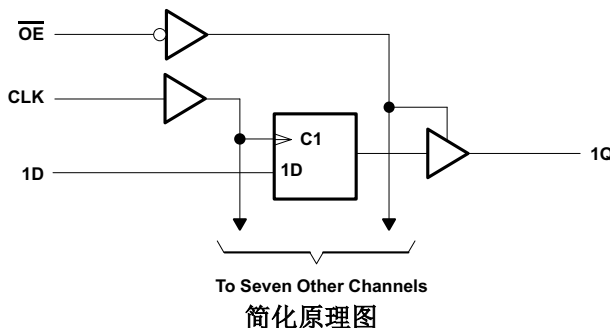 OE
CLK
C1
1D
1D
1Q
To Seven Other Channels
简化原理图